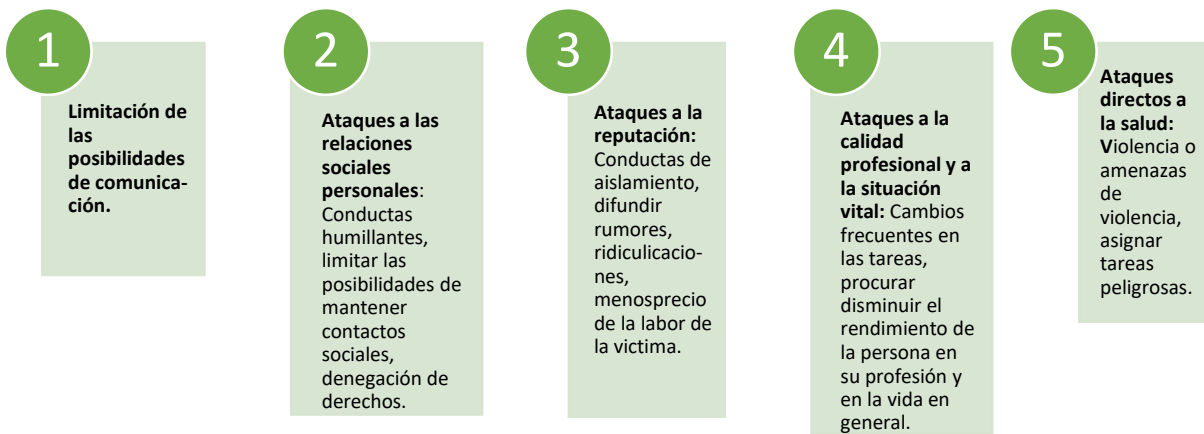 1
Limitación de
las
posibilidades
de comunica-
ción.
2
Ataques a las
relaciones
sociales
personales:
Conductas
humillantes,
limitar las
posibilidades de
mantener
contactos
sociales,
denegación de
derechos.
3
Ataques a la
reputación:
Conductas de
aislamiento,
difundir
rumores,
ridiculicacio-
nes,
menosprecio
de la labor de
la victima.
4
Ataques a la
calidad
profesional y a
la situación
vital: Cambios
frecuentes en
las tareas,
procurar
disminuir el
rendimiento de
la persona en
su profesión y
en la vida en
general.
5
Ataques
directos a
la salud:
Violencia o
amenazas
de
violencia,
asignar
tareas
peligrosas.